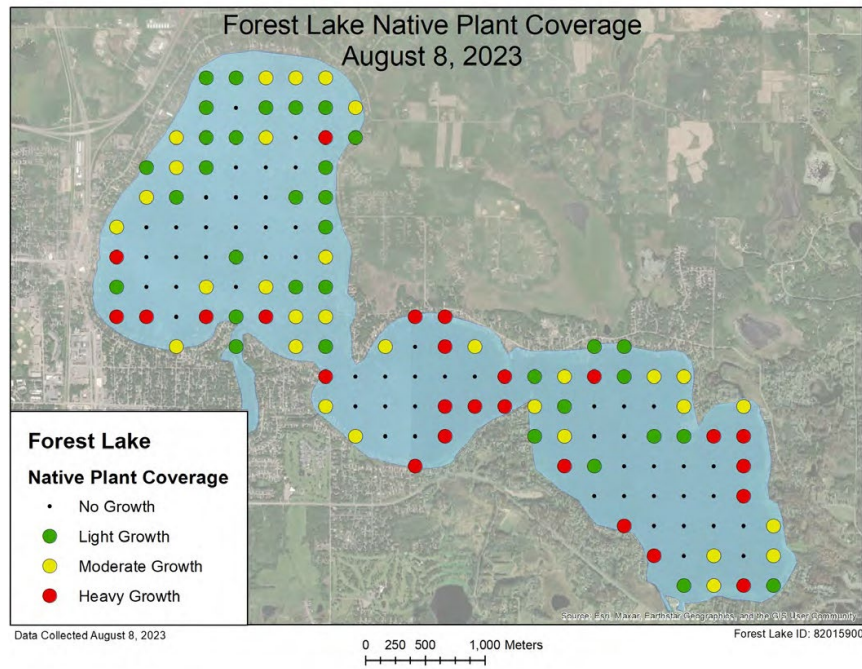 Forest Lake Native Plant Coverage
August 8, 2023
Forest Lake
Native Plant Coverage
No Growth
Light Growth
Moderate Growth
Heavy Growth
Source: Esri, Maxar, Earthstar Geographics, and the GIS User Community
Data Collected August 8, 2023
Forest Lake ID: 82015900
0 250 500 1,000 Meters